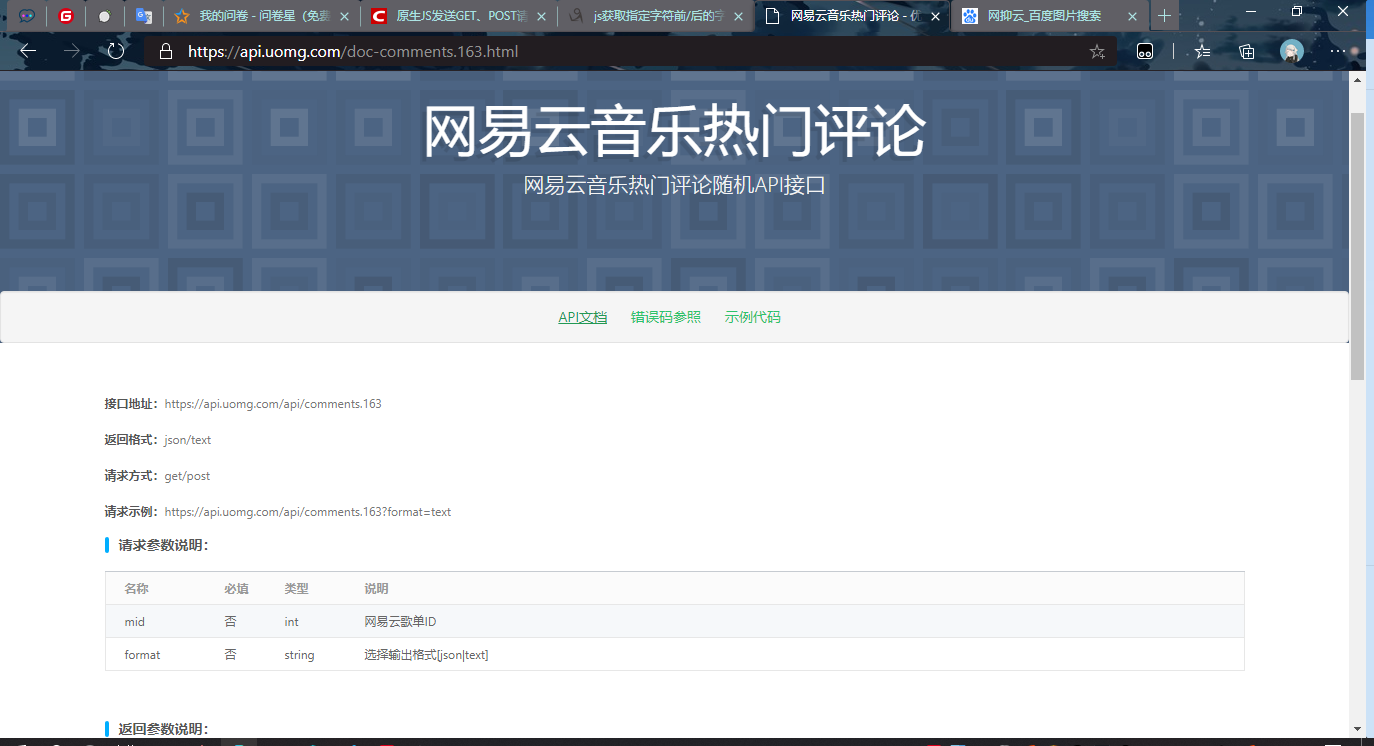 我的问卷 - 问卷星（免费
原生JS发送GET、POST请
js获取指定字符前/后的字
网易云音乐热门评论 - 优
网抑云_百度图片搜索
https://api.uomg.com/doc-comments.163.html
网易云音乐热门评论
网易云音乐热门评论随机API接口
API文档 错误码参照 示例代码
接口地址：https://api.uomg.com/api/comments.163
返回格式：json/text
请求方式：get/post
请求示例：https://api.uomg.com/api/comments.163?format=text
请求参数说明：
名称 必填 类型 说明
mid 否 int 网易云歌单ID
format 否 string 选择输出格式[json|text]
返回参数说明：